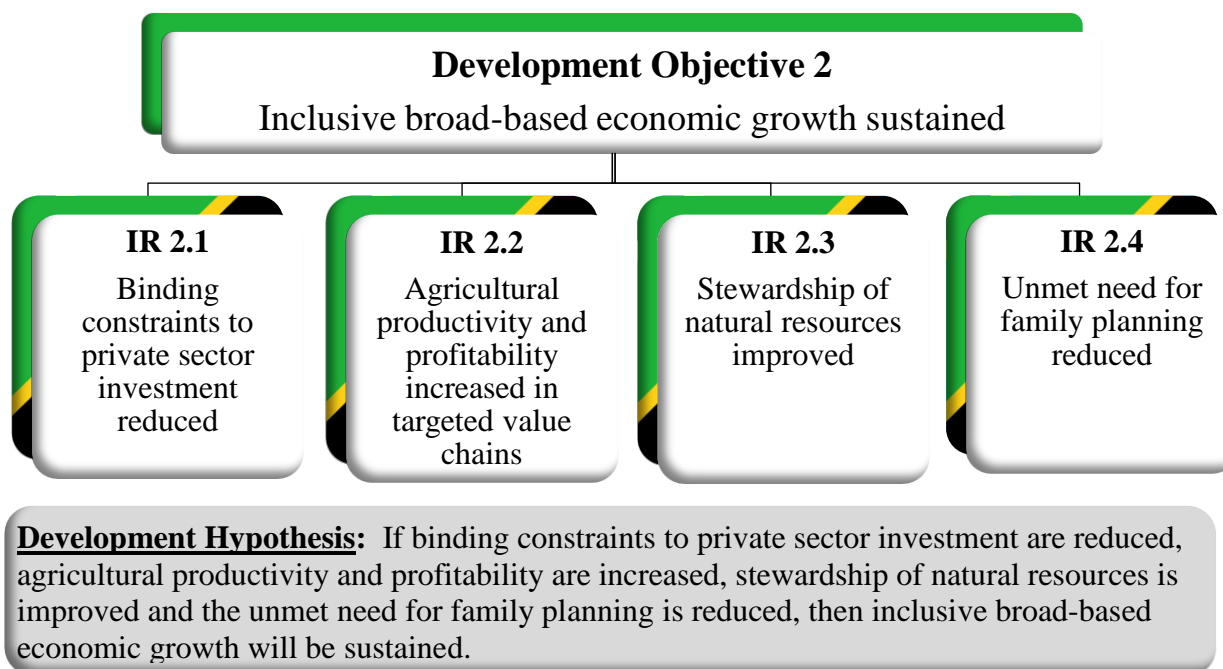 Development Objective 2
Inclusive broad-based economic growth sustained
IR 2.1
Binding
constraints to
private sector
investment
reduced
IR 2.2
Agricultural
productivity and
profitability
increased in
targeted value
chains
IR 2.3
Stewardship of
natural resources
improved
IR 2.4
Unmet need for
family planning
reduced
Development Hypothesis: If binding constraints to private sector investment are reduced,
agricultural productivity and profitability are increased, stewardship of natural resources is
improved and the unmet need for family planning is reduced, then inclusive broad-based
economic growth will be sustained.